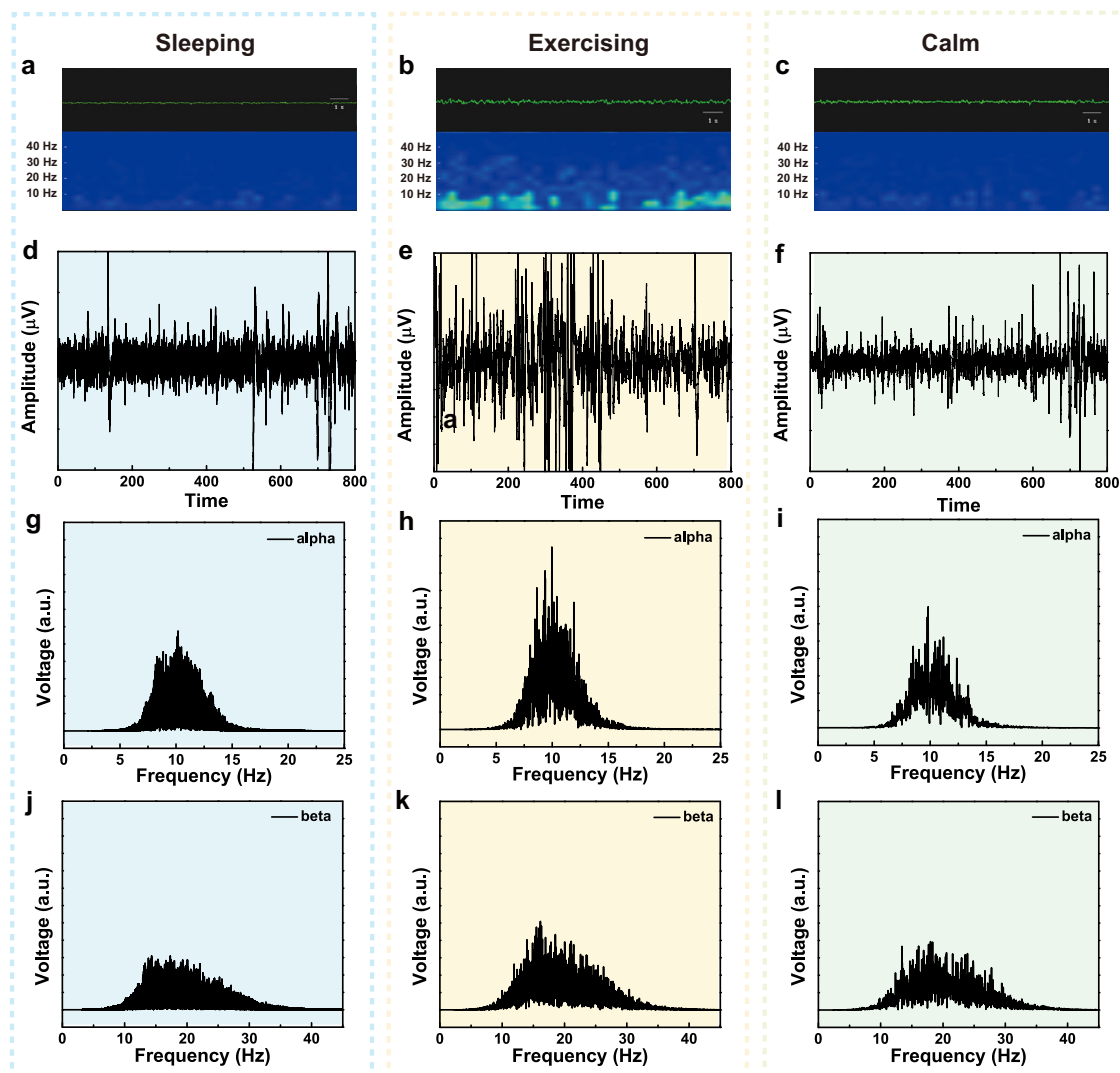 Sleeping
Exercising
Calm
a
b
c
1 s
1 s
1 s
40 Hz
30 Hz
20 Hz
10 Hz
40 Hz
30 Hz
20 Hz
10 Hz
40 Hz
30 Hz
20 Hz
10 Hz
d
e
f
Amplitude (μV)
Amplitude (μV)
a
Amplitude (μV)
0 200 400 600 800
0 200 400 600 800
0 200 400 600 800
Time
Time
g
h
i
alpha
alpha
alpha
Voltage (a.u.)
Voltage (a.u.)
Voltage (a.u.)
0 5 10 15 20 25
0 5 10 15 20 25
0 5 10 15 20 25
Frequency (Hz)
Frequency (Hz)
Frequency (Hz)
j
k
l
beta
beta
beta
Voltage (a.u.)
Voltage (a.u.)
Voltage (a.u.)
0 10 20 30 40
0 10 20 30 40
0 10 20 30 40
Frequency (Hz)
Frequency (Hz)
Frequency (Hz)